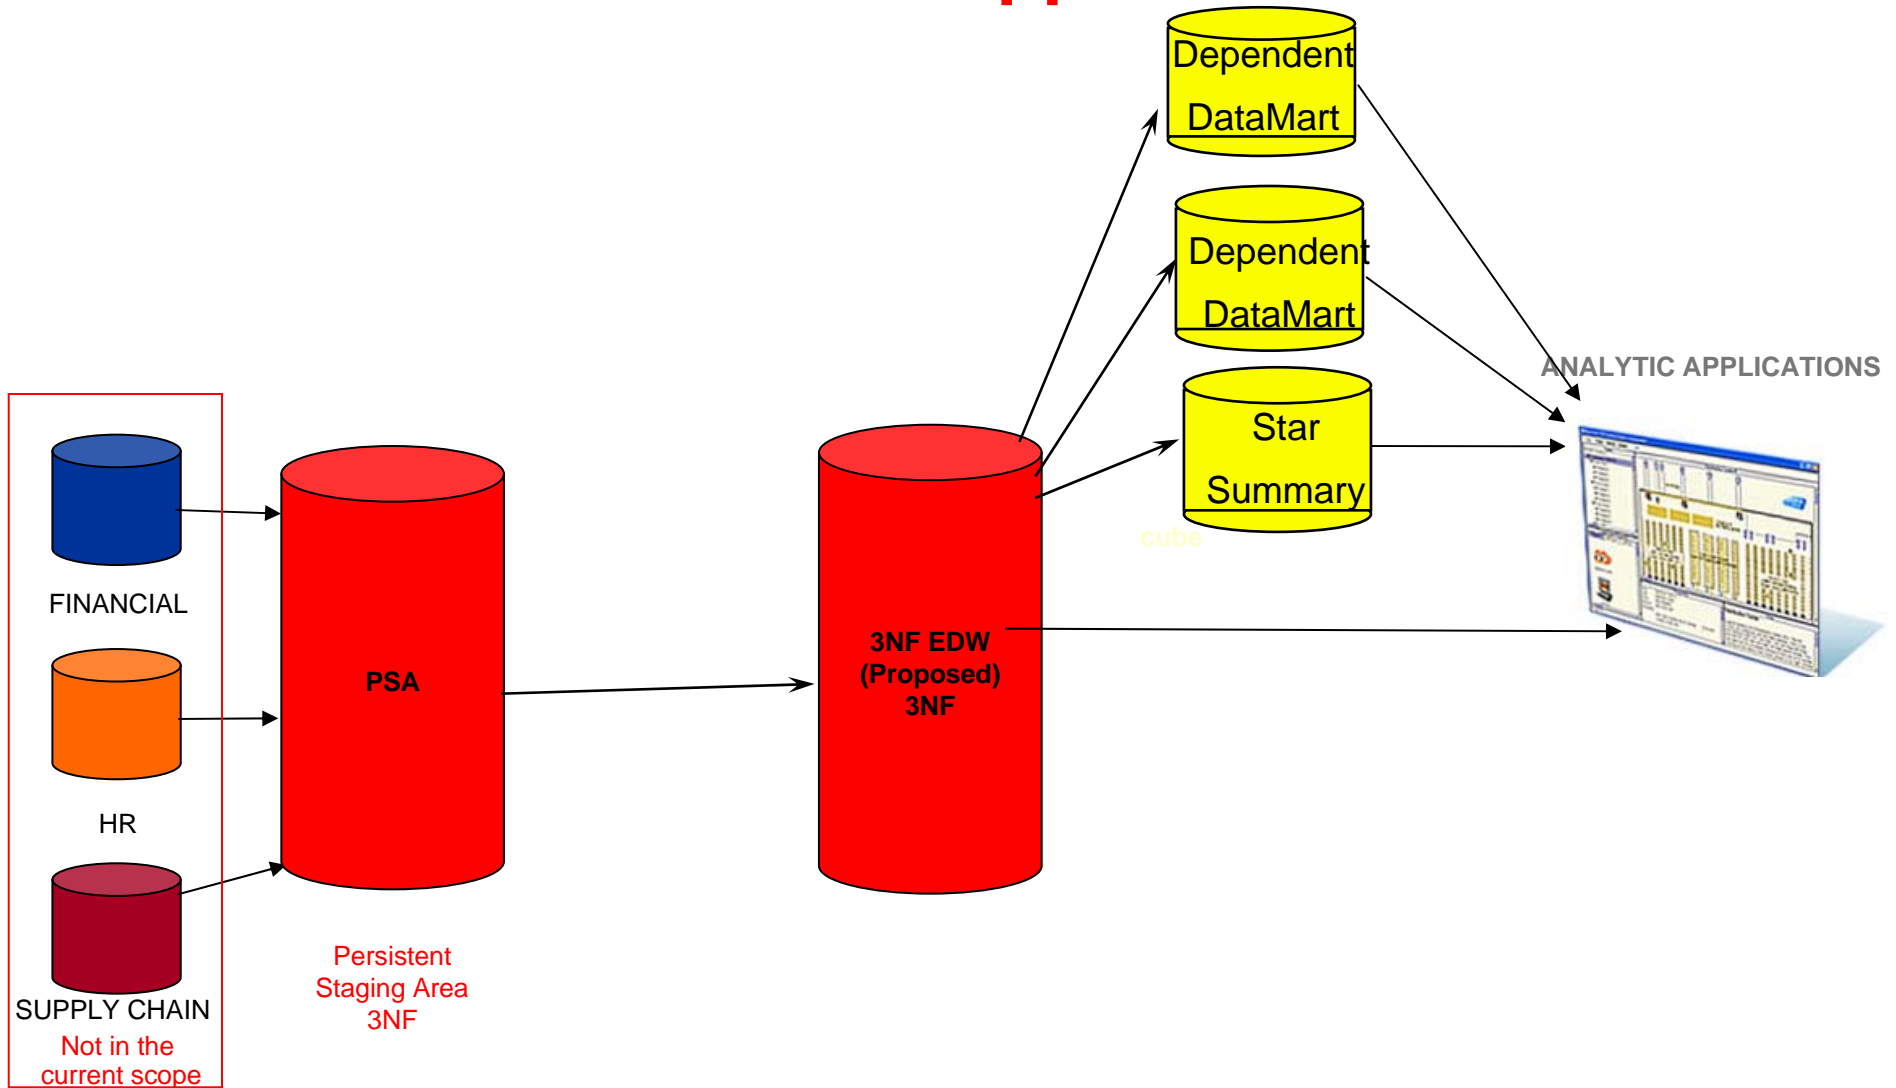 Dependent
DataMart
Dependent
DataMart
ANALYTIC APPLICATIONS
Star
Summary
cube
FINANCIAL
HR
SUPPLY CHAIN
Not in the
current scope
PSA
Persistent
Staging Area
3NF
3NF EDW
(Proposed)
3NF